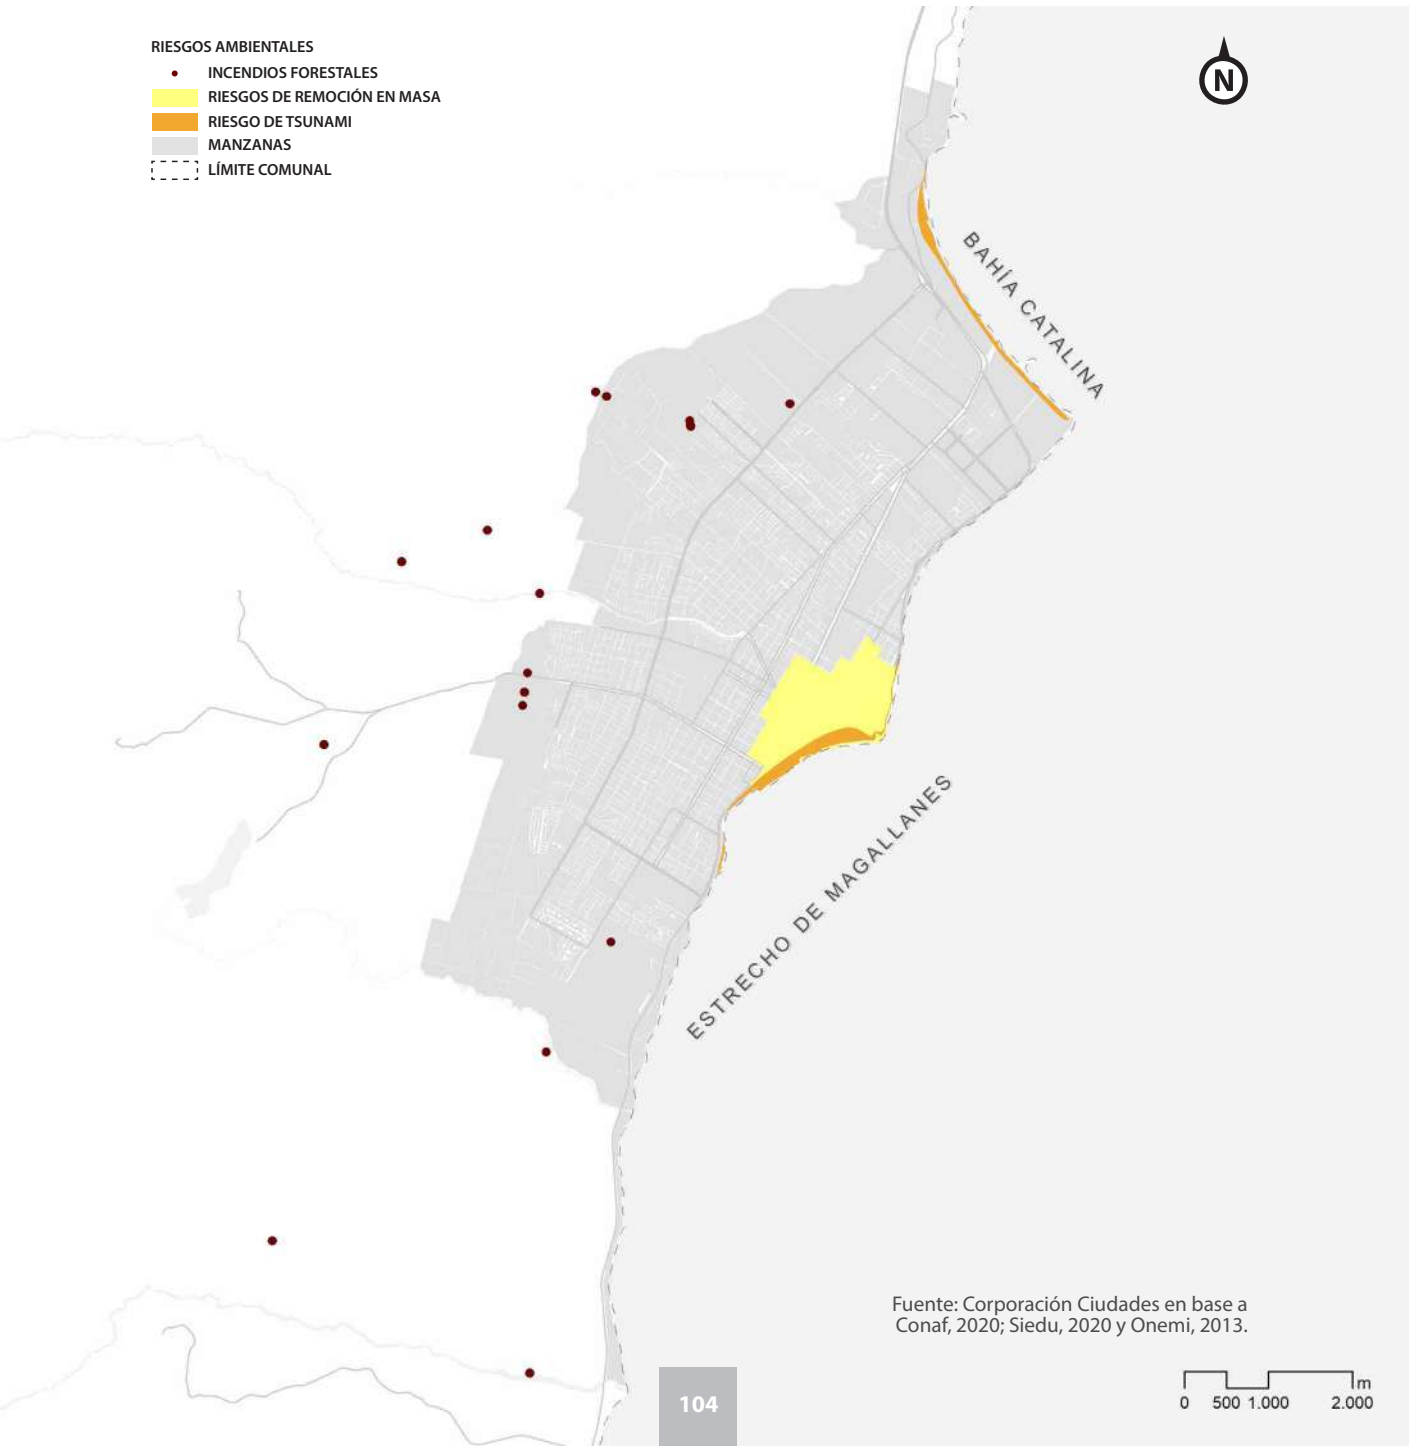 RIESGOS AMBIENTALES
INCENDIOS FORESTALES
RIESGOS DE REMOCIÓN EN MASA
RIESGO DE TSUNAMI
MANZANAS
LÍMITE COMUNAL
N
BAHÍA CATALINA
ESTRECHO DE MAGALLANES
Fuente: Corporación Ciudades en base a
Conaf, 2020; Siedu, 2020 y Onemi, 2013.
m
0 500 1.000 2.000
104